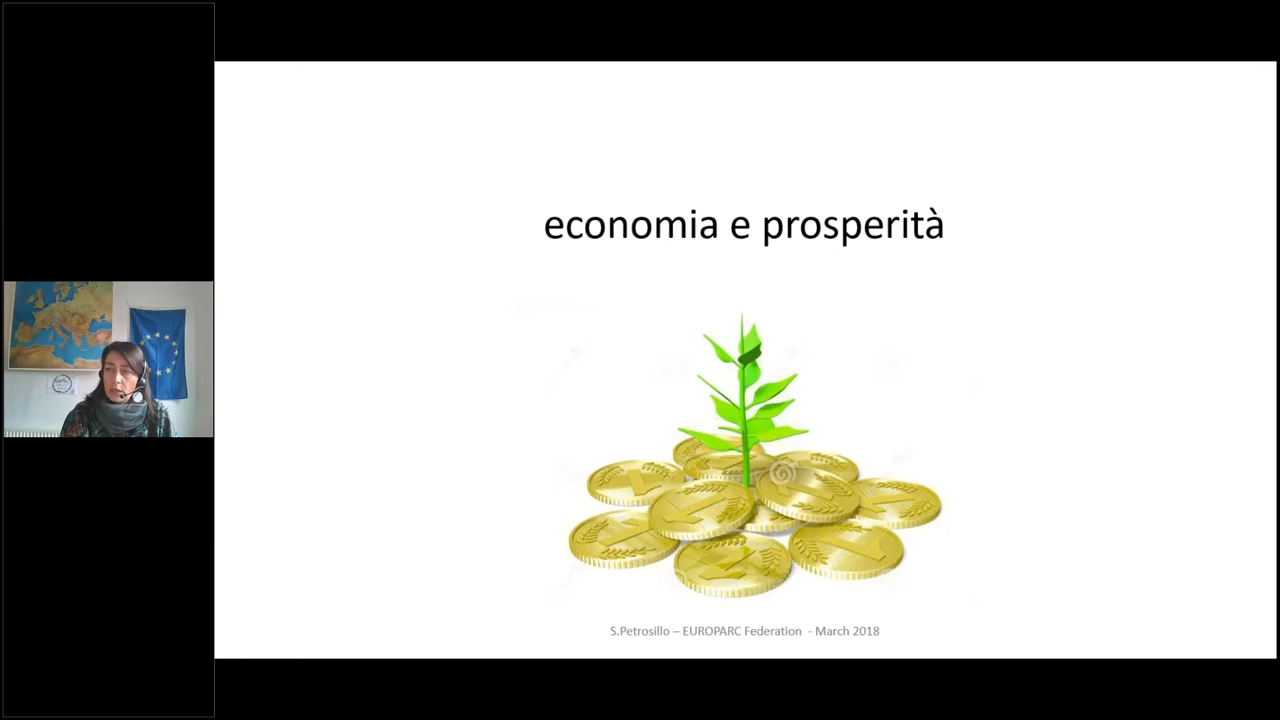 economia e prosperità
S.Petrosillo – EUROPARC Federation - March 2018